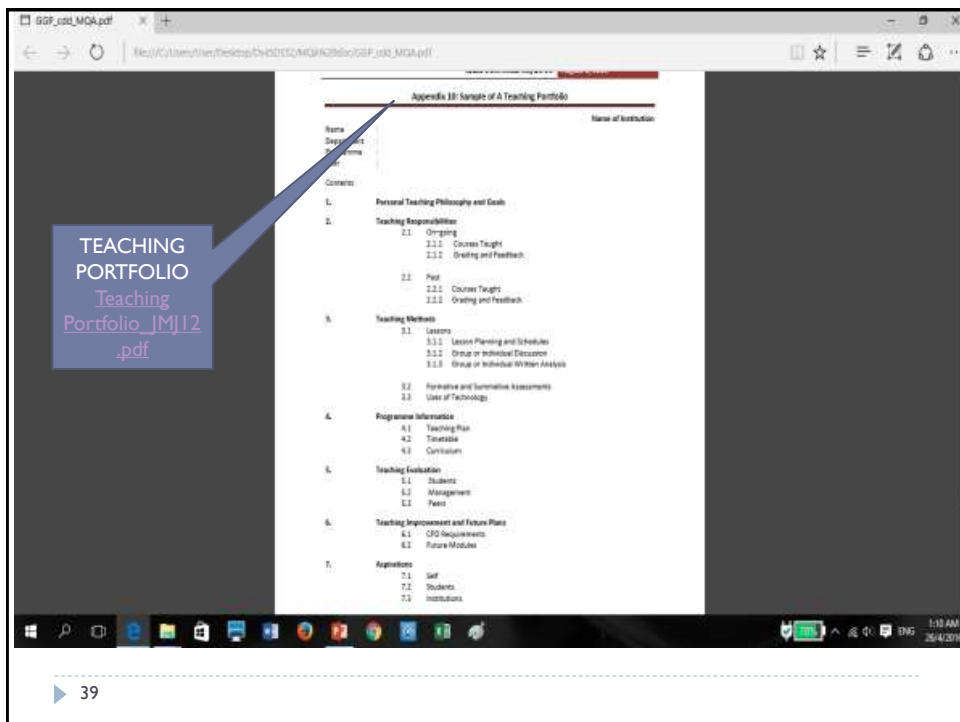 GGP_cdd_MQA.pdf
Appendix 10: Sample of A Teaching Portfolio
Name of Institution
Name
Department
Contents
1. Personal Teaching Philosophy and Goals
2. Teaching Responsibilities
2.1 On-going
2.1.1 Courses Taught
2.1.2 Grading and Feedback
2.2 Past
2.2.1 Courses Taught
2.2.2 Grading and Feedback
3. Teaching Methods
3.1 Lessons
3.1.1 Lesson Planning and Schedules
3.1.2 Group or Individual Discussion
3.1.3 Group or Individual Written Analysis
3.2 Formative and Summative Assessments
3.3 Uses of Technology
4. Programme Information
4.1 Teaching Plan
4.2 Timetable
4.3 Curriculum
5. Teaching Evaluation
5.1 Students
5.2 Management
5.3 Peers
6. Teaching Improvement and Future Plans
6.1 CPD Requirements
6.2 Future Modules
7. Aspirations
7.1 Self
7.2 Students
7.3 Institutions
TEACHING
PORTFOLIO
Teaching
Portfolio_JMJ12
.pdf
ENG
1:10 AM
39